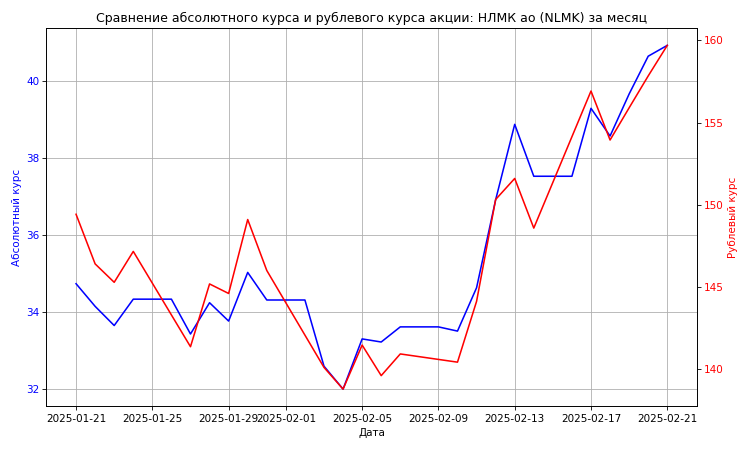 Сравнение абсолютного курса и рублевого курса акции: НЛМК ао (NLMK) за месяц
Абсолютный курс
40
38
36
34
32
160
155
150
145
140
Рублевый курс
2025-01-21 2025-01-25 2025-01-29 2025-02-01 2025-02-05 2025-02-09 2025-02-13 2025-02-17 2025-02-21
Дата